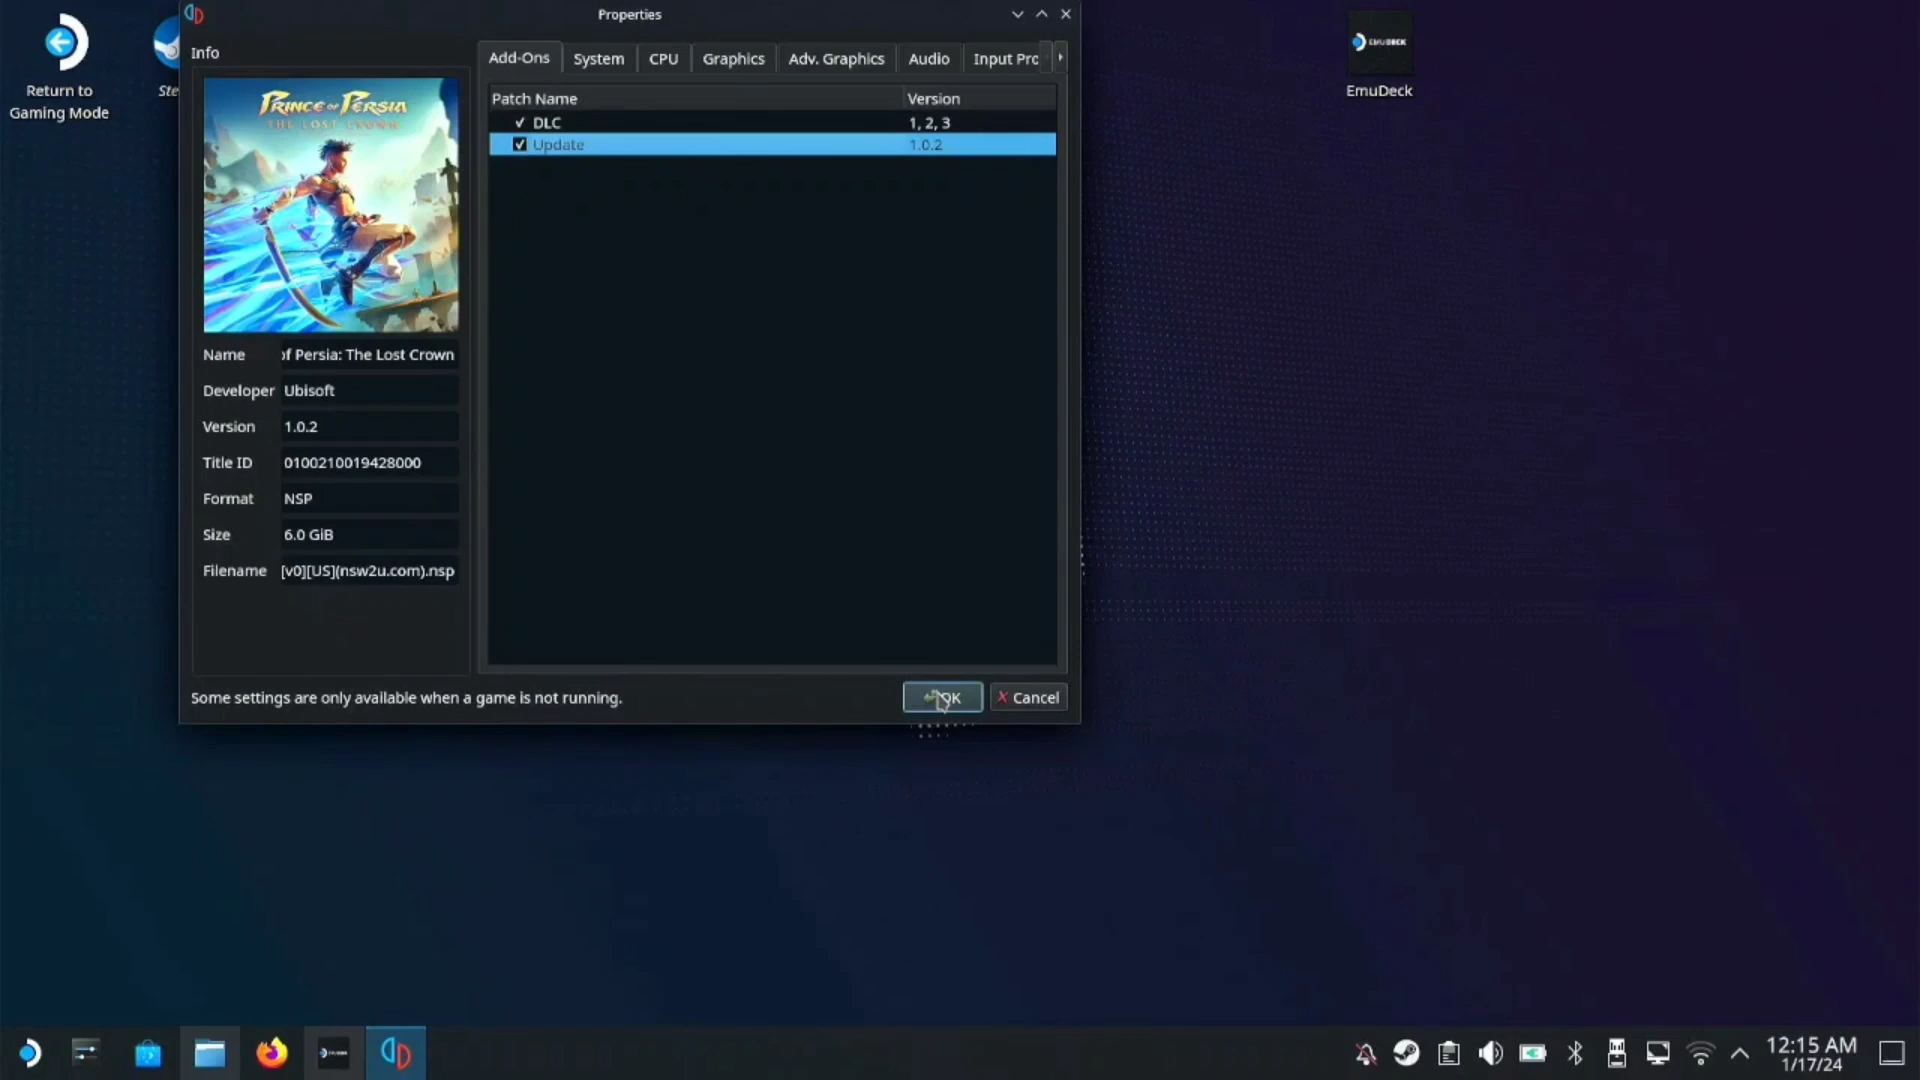 Properties
Return to
Gaming Mode
Ste
Info
PRINCE OF PERSIA
THE LOST CROWN
Name of Persia: The Lost Crown
Developer Ubisoft
Version 1.0.2
Title ID 0100210019428000
Format NSP
Size 6.0 GiB
Filename [v0][US](nsw2u.com).nsp
Add-Ons System CPU Graphics Adv. Graphics Audio Input Pro
Patch Name Version
DLC 1, 2, 3
Update 1.0.2
Some settings are only available when a game is not running.
OK
Cancel
EMUDECK
EmuDeck
12:15 AM
1/17/24